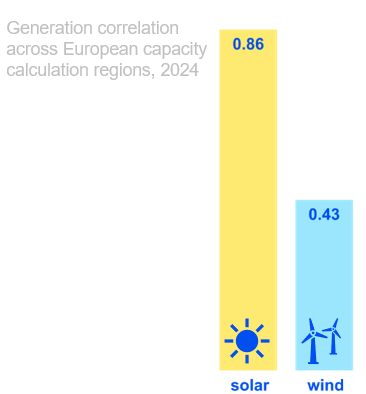 Generation correlation
across European capacity
calculation regions, 2024
0.86
0.43
solar
wind